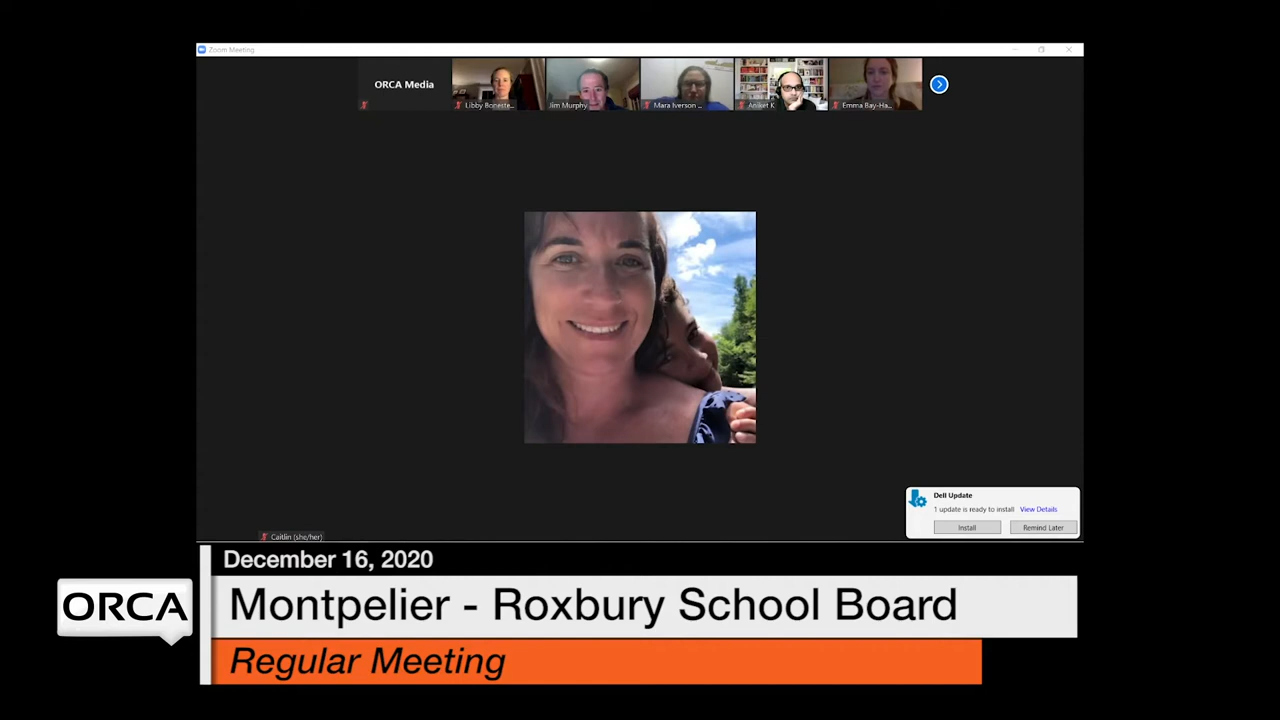 Zoom Meeting
ORCA Media
Libby Boneste...
Jim Murphy
Mara Iverson ...
Aniket K
Emma Bay-Ha...
Dell Update
1 update is ready to install View Details
Install Remind Later
Caitlin (she/her)
December 16, 2020
ORCA
Montpelier - Roxbury School Board
Regular Meeting